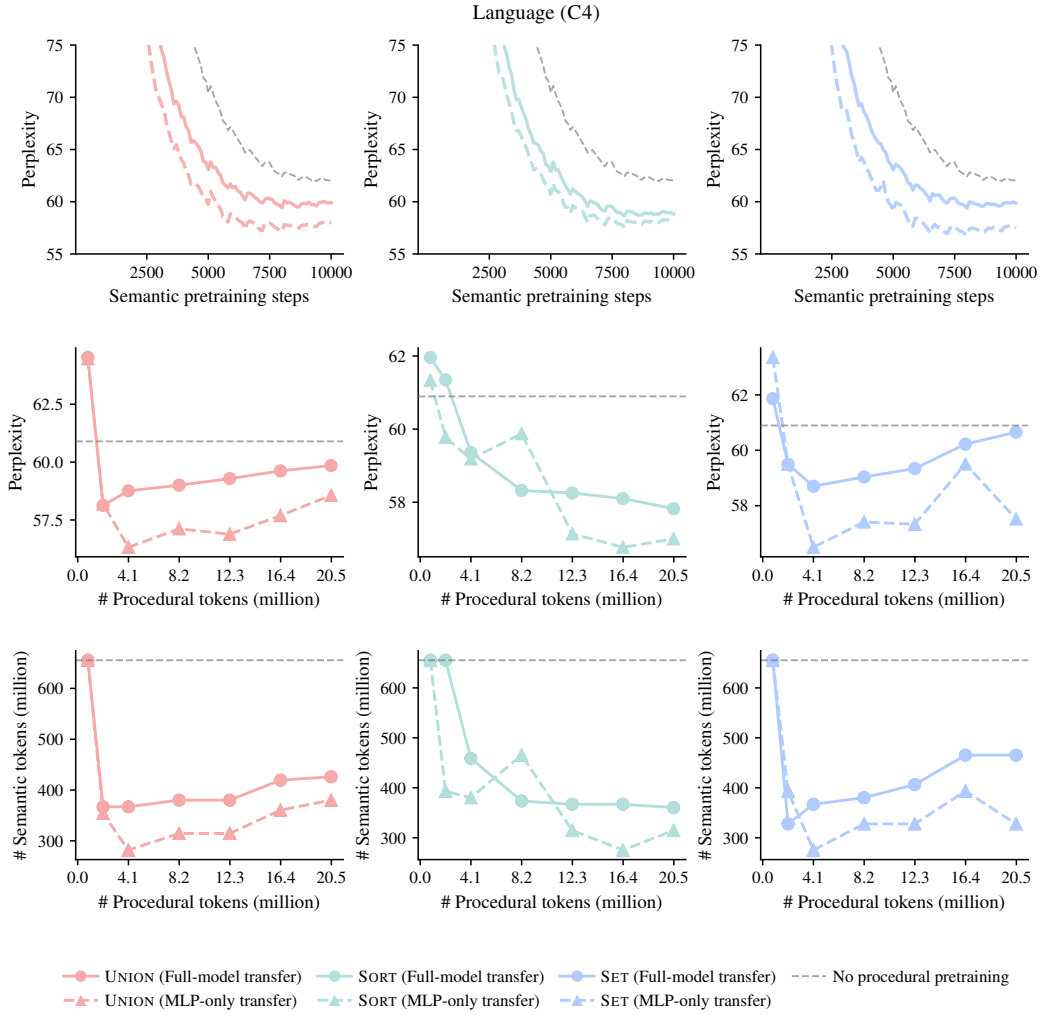 Language (C4)
75
70
65
60
55
Perplexity
2500 5000 7500 10000
Semantic pretraining steps
75
70
65
60
55
Perplexity
2500 5000 7500 10000
Semantic pretraining steps
75
70
65
60
55
Perplexity
2500 5000 7500 10000
Semantic pretraining steps
62.5
60.0
57.5
Perplexity
0.0 4.1 8.2 12.3 16.4 20.5
# Procedural tokens (million)
62
60
58
Perplexity
0.0 4.1 8.2 12.3 16.4 20.5
# Procedural tokens (million)
62
60
58
Perplexity
0.0 4.1 8.2 12.3 16.4 20.5
# Procedural tokens (million)
600
500
400
300
# Semantic tokens (million)
0.0 4.1 8.2 12.3 16.4 20.5
# Procedural tokens (million)
600
500
400
300
# Semantic tokens (million)
0.0 4.1 8.2 12.3 16.4 20.5
# Procedural tokens (million)
600
500
400
300
# Semantic tokens (million)
0.0 4.1 8.2 12.3 16.4 20.5
# Procedural tokens (million)
UNION (Full-model transfer)
UNION (MLP-only transfer)
SORT (Full-model transfer)
SORT (MLP-only transfer)
SET (Full-model transfer)
SET (MLP-only transfer)
No procedural pretraining